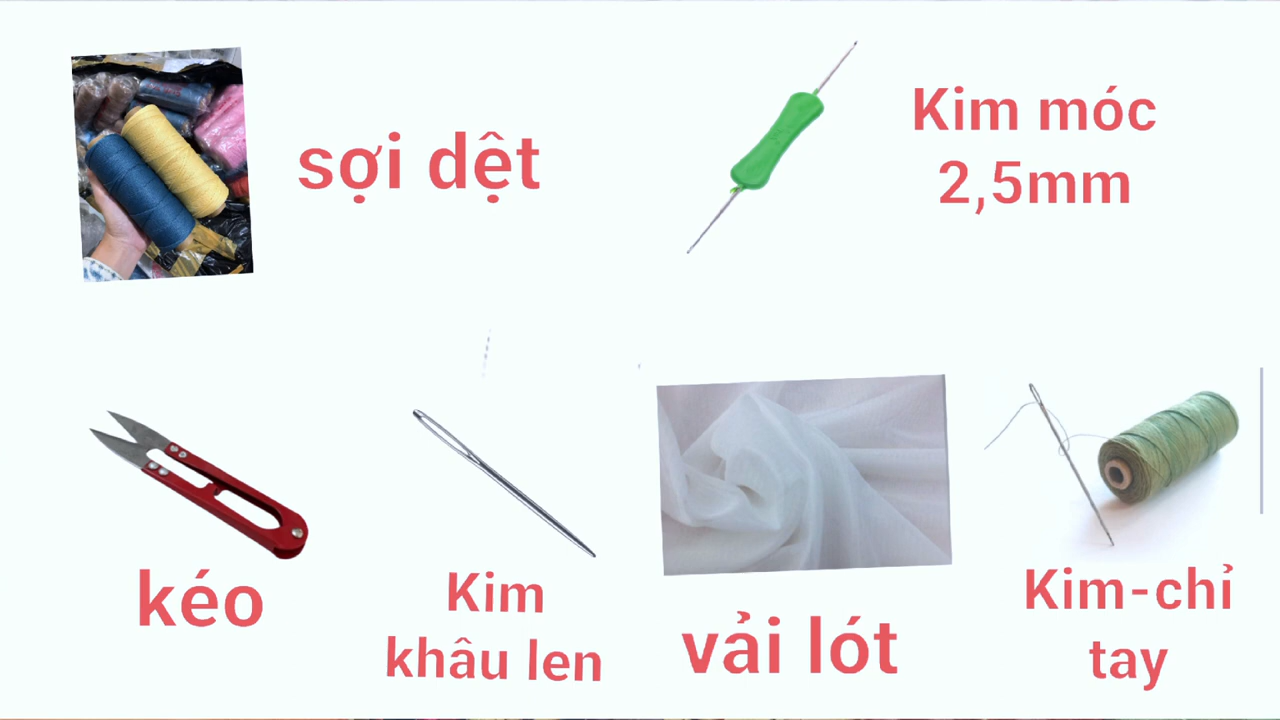 sợi dệt
Kim móc
2,5mm
kéo
Kim
khâu len
vải lót
Kim-chỉ
tay